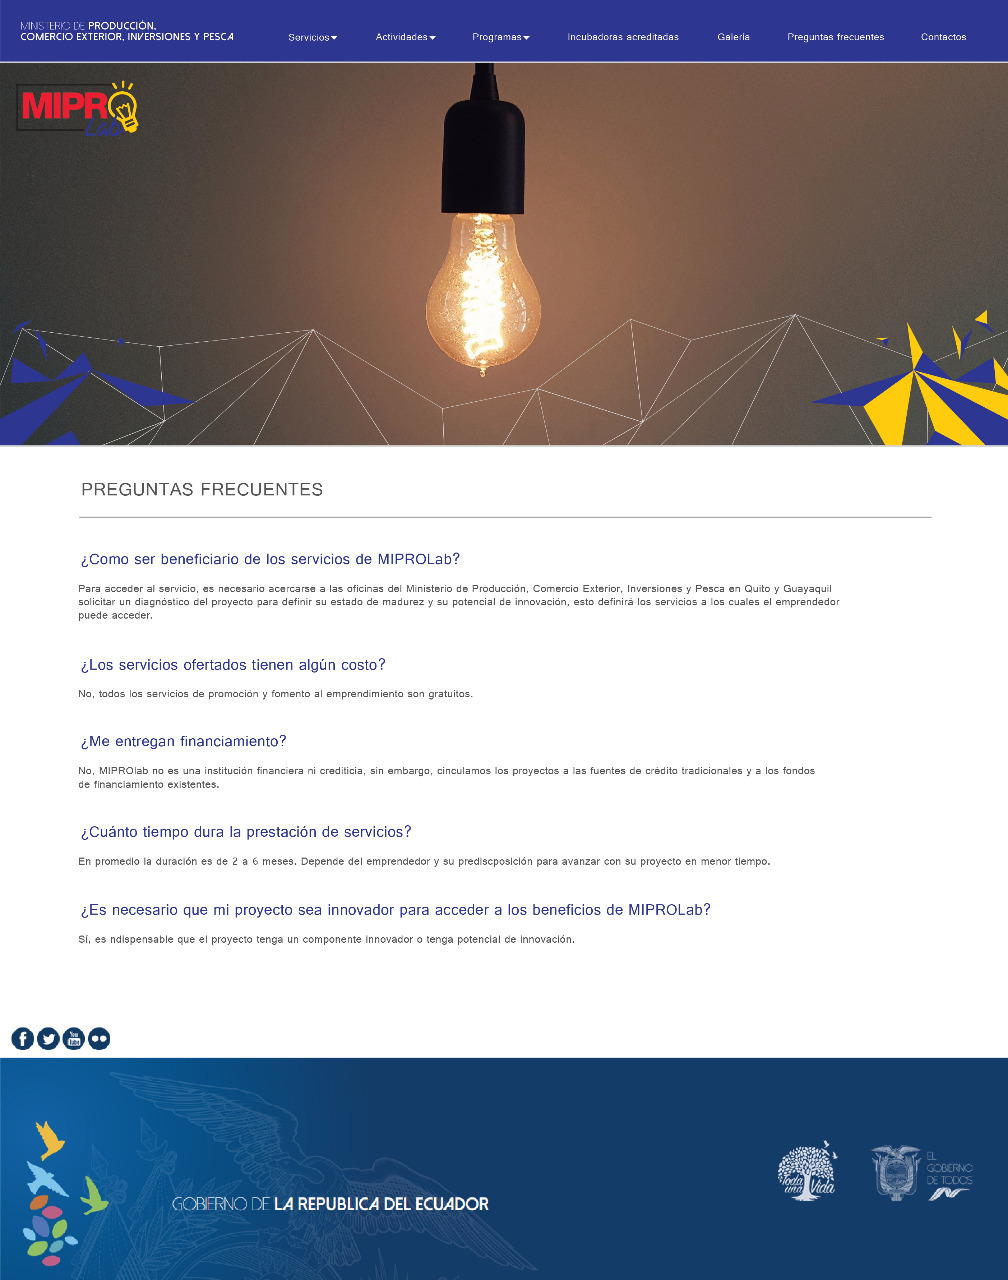 MINISTERIO DE PRODUCCIÓN,
COMERCIO EXTERIOR, INVERSIONES Y PESCA
Servicios
Actividades
Programas
Incubadoras acreditadas
Galería
Preguntas frecuentes
Contactos
MIPRO
Lab
PREGUNTAS FRECUENTES
¿Como ser beneficiario de los servicios de MIPROLab?
Para acceder al servicio, es necesario acercarse a las oficinas del Ministerio de Producción, Comercio Exterior, Inversiones y Pesca en Quito y Guayaquil
solicitar un diagnóstico del proyecto para definir su estado de madurez y su potencial de innovación, esto definirá los servicios a los cuales el emprendedor
puede acceder.
¿Los servicios ofertados tienen algún costo?
No, todos los servicios de promoción y fomento al emprendimiento son gratuitos.
¿Me entregan financiamiento?
No, MIPROlab no es una institución financiera ni crediticia, sin embargo, cinculamos los proyectos a las fuentes de crédito tradicionales y a los fondos
de financiamiento existentes.
¿Cuánto tiempo dura la prestación de servicios?
En promedio la duración es de 2 a 6 meses. Depende del emprendedor y su prediscposición para avanzar con su proyecto en menor tiempo.
¿Es necesario que mi proyecto sea innovador para acceder a los beneficios de MIPROLab?
Sí, es ndispensable que el proyecto tenga un componente innovador o tenga potencial de innovación.
You
Tube
GOBIERNO DE LA REPUBLICA DEL ECUADOR
Toda
una Vida
EL
GOBIERNO
DE TODOS